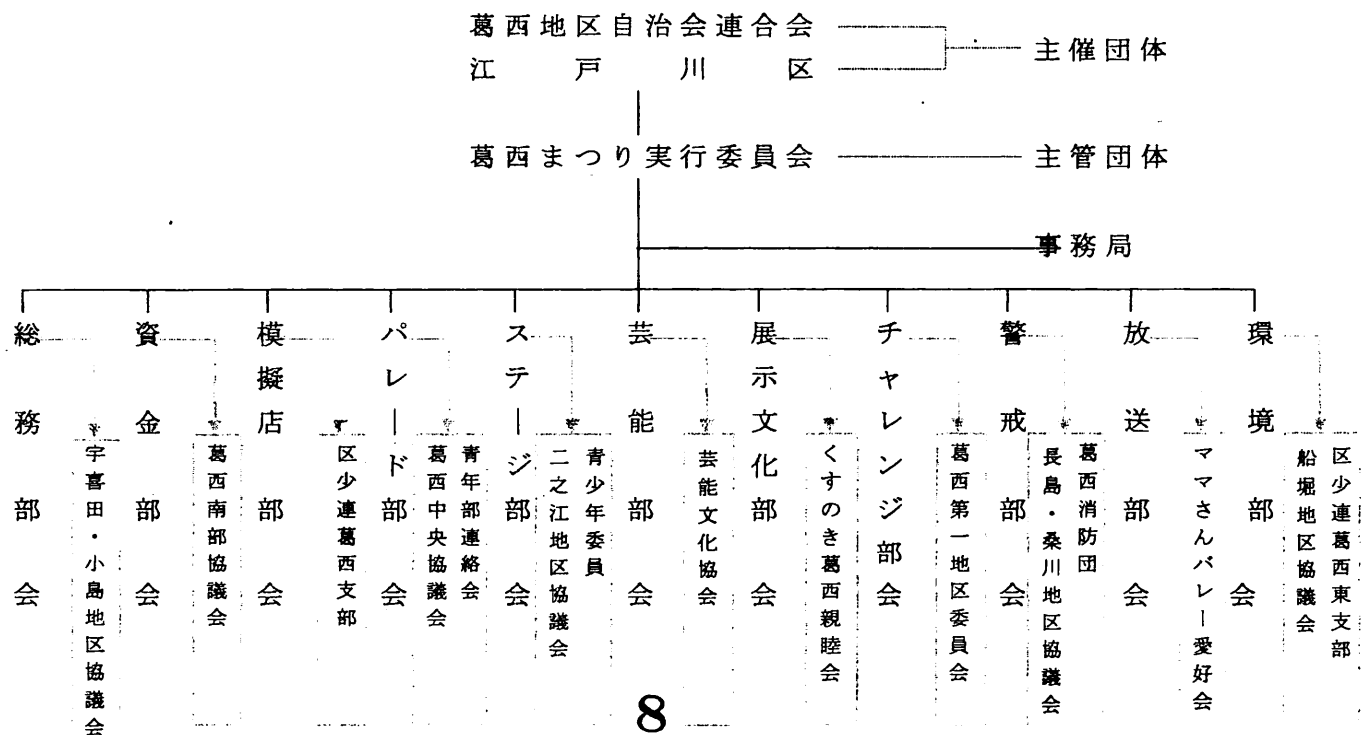 葛西地区自治会連合会
江戸川区
主催団体
葛西まつり実行委員会
主管団体
事務局
総務部会
宇喜田・小島地区協議会
資金部会
葛西南部協議会
模擬店部会
区少連葛西支部
パレード部会
青年部連絡会
葛西中央協議会
ステージ部会
青少年委員
二之江地区協議会
芸能部会
芸能文化協会
展示文化部会
くすのき葛西親睦会
チャレンジ部会
葛西第一地区委員会
警戒部会
葛西消防団
長島・桑川地区協議会
放送部会
ママさんバレー愛好会
環境部会
区少連葛西東支部
船堀地区協議会
8